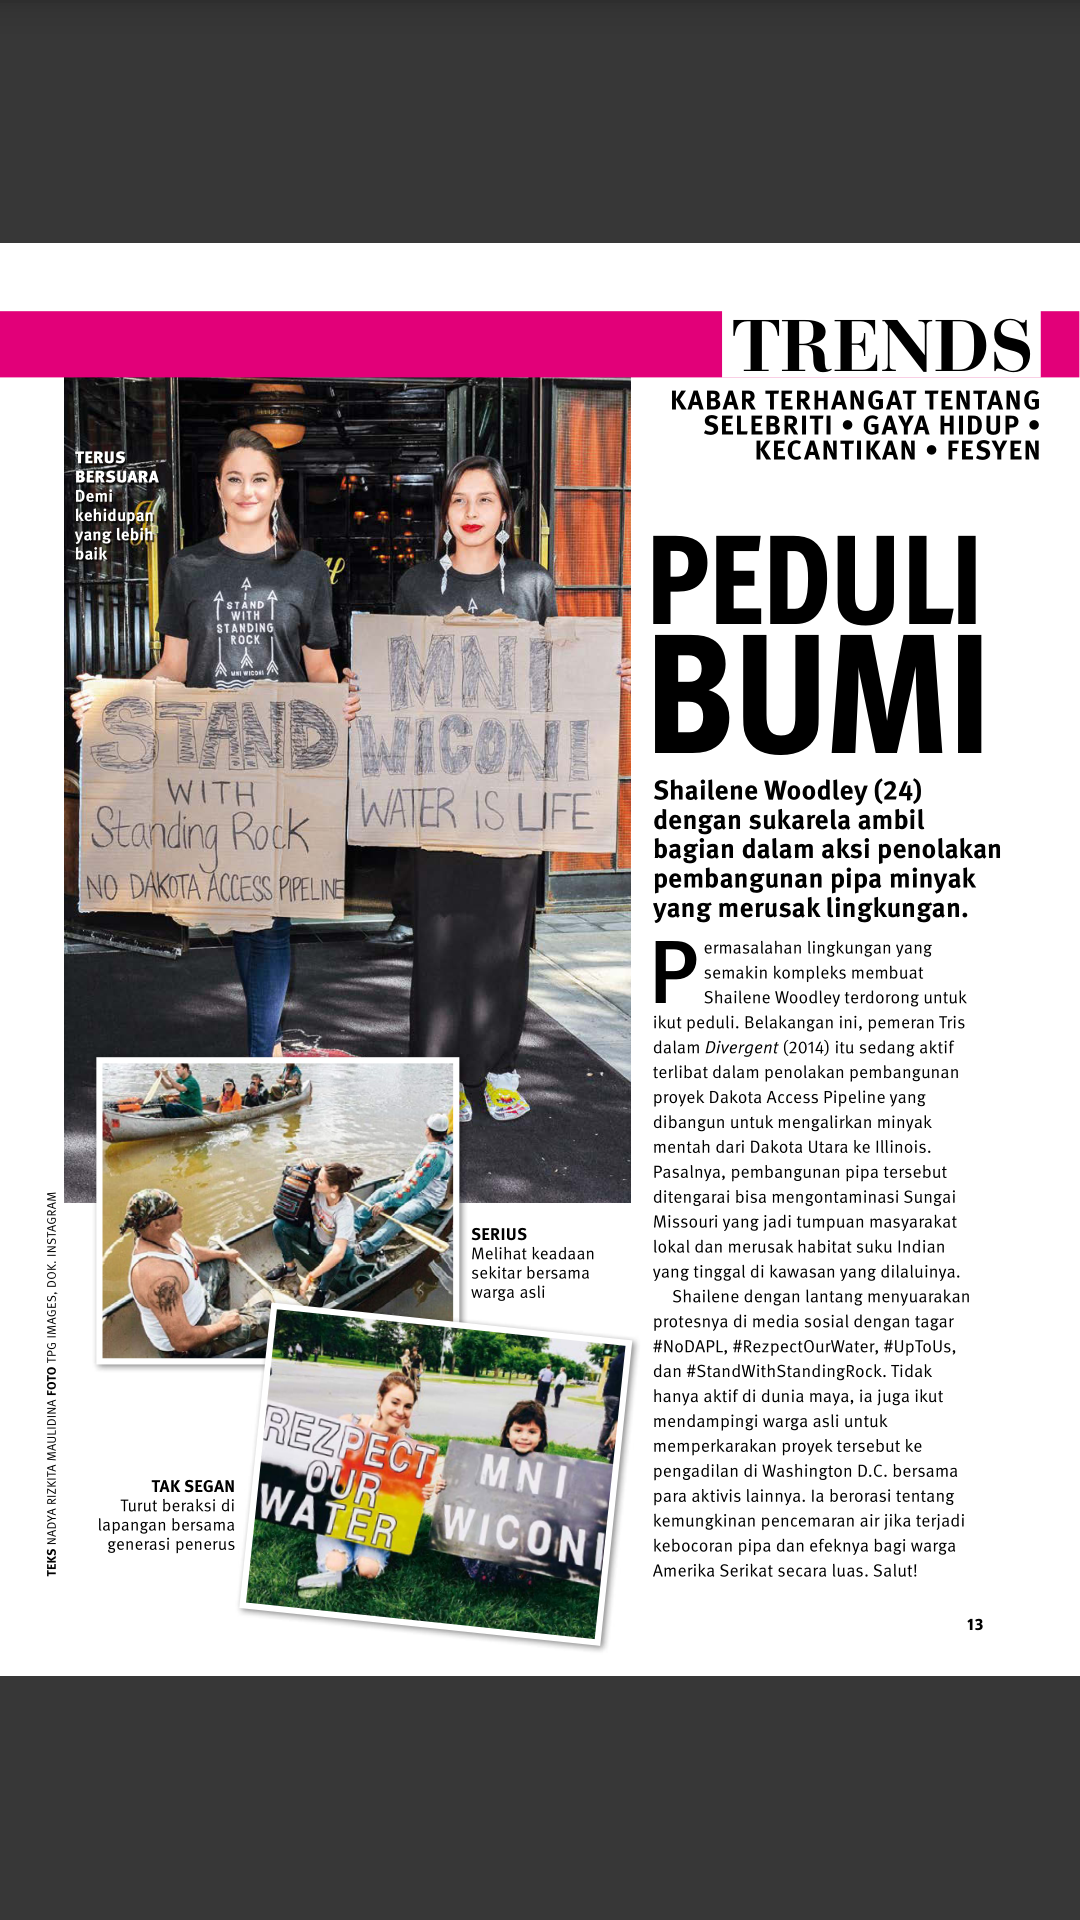 TRENDS
KABAR TERHANGAT TENTANG
SELEBRITI • GAYA HIDUP •
KECANTIKAN • FESYEN
TERUS
BERSUARA
Demi
kehidupan
yang lebih
baik
I
STAND
WITH
STANDING
ROCK
MNI WICONI
STAND
WITH
Standing Rock
NO DAKOTA ACCESS PIPELINE
MNI
WICONI
WATER IS LIFE"
PEDULI
BUMI
Shailene Woodley (24)
dengan sukarela ambil
bagian dalam aksi penolakan
pembangunan pipa minyak
yang merusak lingkungan.
Permasalahan lingkungan yang
semakin kompleks membuat
Shailene Woodley terdorong untuk
ikut peduli. Belakangan ini, pemeran Tris
dalam Divergent (2014) itu sedang aktif
terlibat dalam penolakan pembangunan
proyek Dakota Access Pipeline yang
dibangun untuk mengalirkan minyak
mentah dari Dakota Utara ke Illinois.
Pasalnya, pembangunan pipa tersebut
ditengarai bisa mengontaminasi Sungai
Missouri yang jadi tumpuan masyarakat
lokal dan merusak habitat suku Indian
yang tinggal di kawasan yang dilaluinya.
Shailene dengan lantang menyuarakan
protesnya di media sosial dengan tagar
#NoDAPL, #RezpectOurWater, #UpToUs,
dan #StandWithStandingRock. Tidak
hanya aktif di dunia maya, ia juga ikut
mendampingi warga asli untuk
memperkarakan proyek tersebut ke
pengadilan di Washington D.C. bersama
para aktivis lainnya. Ia berorasi tentang
kemungkinan pencemaran air jika terjadi
kebocoran pipa dan efeknya bagi warga
Amerika Serikat secara luas. Salut!
SERIUS
Melihat keadaan
sekitar bersama
warga asli
REZPECT
OUR
WATER
MNI
WICONI
TAK SEGAN
Turut beraksi di
lapangan bersama
generasi penerus
TEKS NADYA RIZKITA MAULIDINA FOTO TPG IMAGES, DOK. INSTAGRAM
13